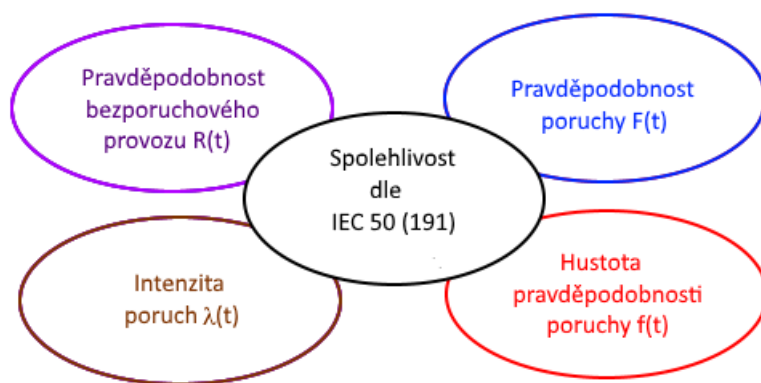 Pravděpodobnost
bezporuchového
provozu R(t)
Pravděpodobnost
poruchy F(t)
Spolehlivost
dle
IEC 50 (191)
Intenzita
poruch λ(t)
Hustota
pravděpodobnosti
poruchy f(t)